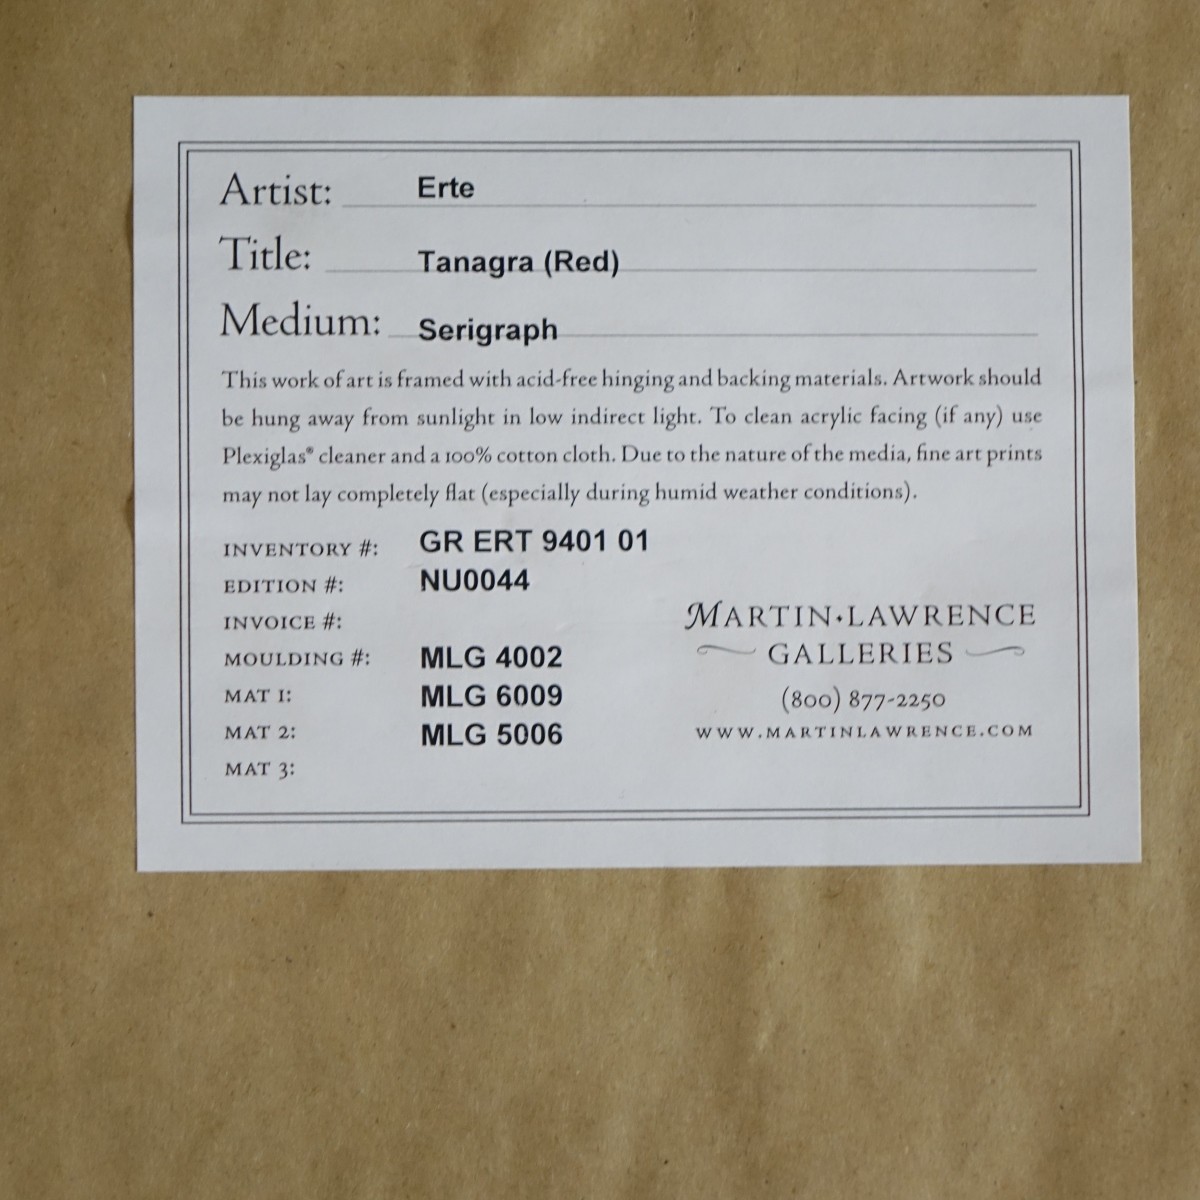 Artist: Erte
Title: Tanagra (Red)
Medium: Serigraph
This work of art is framed with acid-free hinging and backing materials. Artwork should
be hung away from sunlight in low indirect light. To clean acrylic facing (if any) use
Plexiglas® cleaner and a 100% cotton cloth. Due to the nature of the media, fine art prints
may not lay completely flat (especially during humid weather conditions).
INVENTORY #: GR ERT 9401 01
EDITION #: NU0044
INVOICE #:
MOULDING #: MLG 4002
MAT 1: MLG 6009
MAT 2: MLG 5006
MAT 3:
MARTIN·LAWRENCE
GALLERIES
(800) 877-2250
WWW.MARTINLAWRENCE.COM